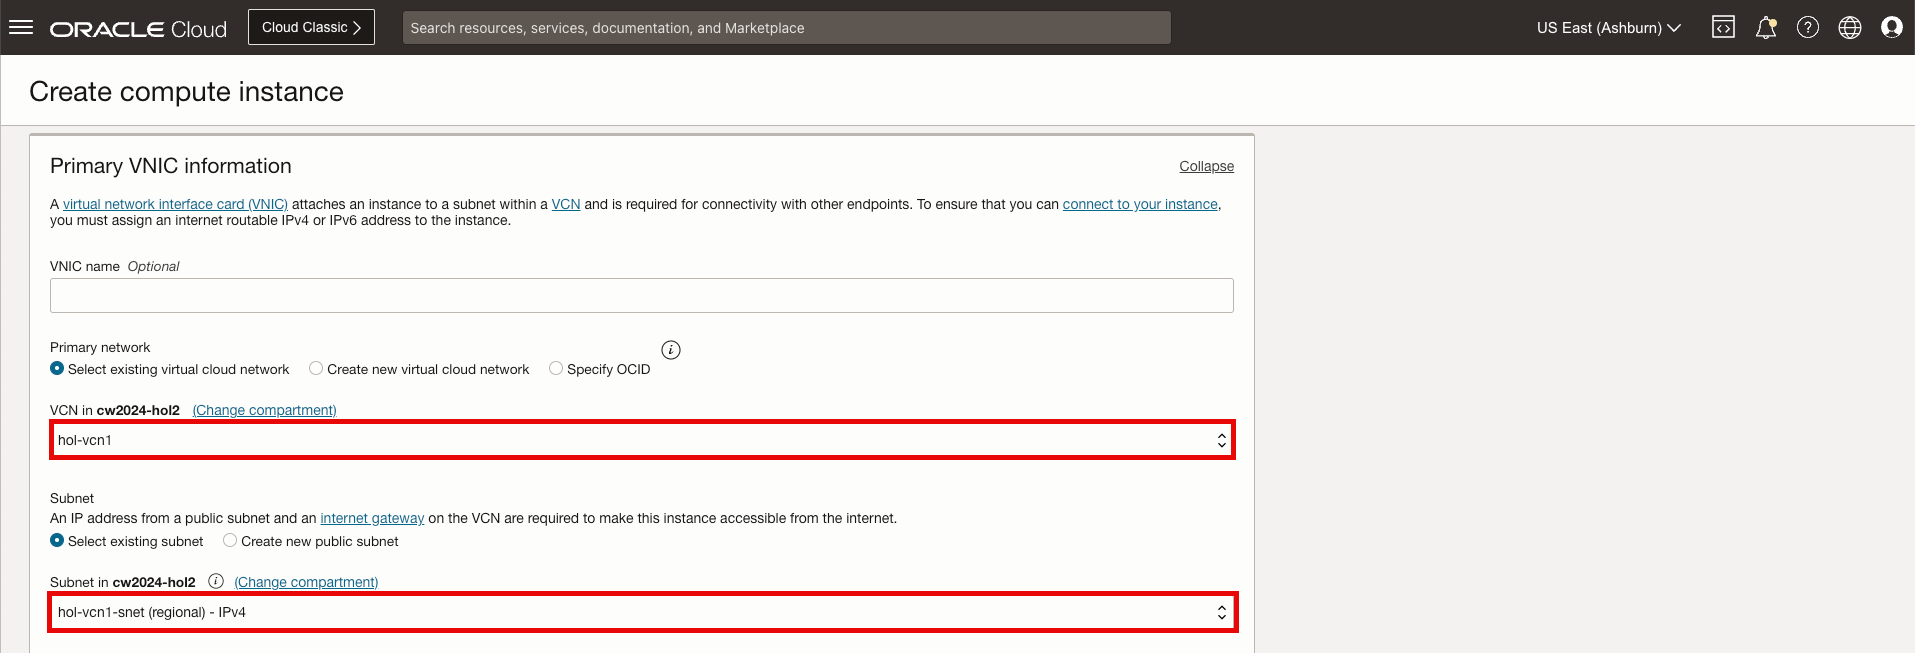 ORACLE Cloud
Cloud Classic
Search resources, services, documentation, and Marketplace
US East (Ashburn)
Create compute instance
Primary VNIC information
Collapse
A virtual network interface card (VNIC) attaches an instance to a subnet within a VCN and is required for connectivity with other endpoints. To ensure that you can connect to your instance,
you must assign an internet routable IPv4 or IPv6 address to the instance.
VNIC name Optional
Primary network
Select existing virtual cloud network Create new virtual cloud network Specify OCID
VCN in cw2024-hol2 (Change compartment)
hol-vcn1
Subnet
An IP address from a public subnet and an internet gateway on the VCN are required to make this instance accessible from the internet.
Select existing subnet Create new public subnet
Subnet in cw2024-hol2 (Change compartment)
hol-vcn1-snet (regional) - IPv4